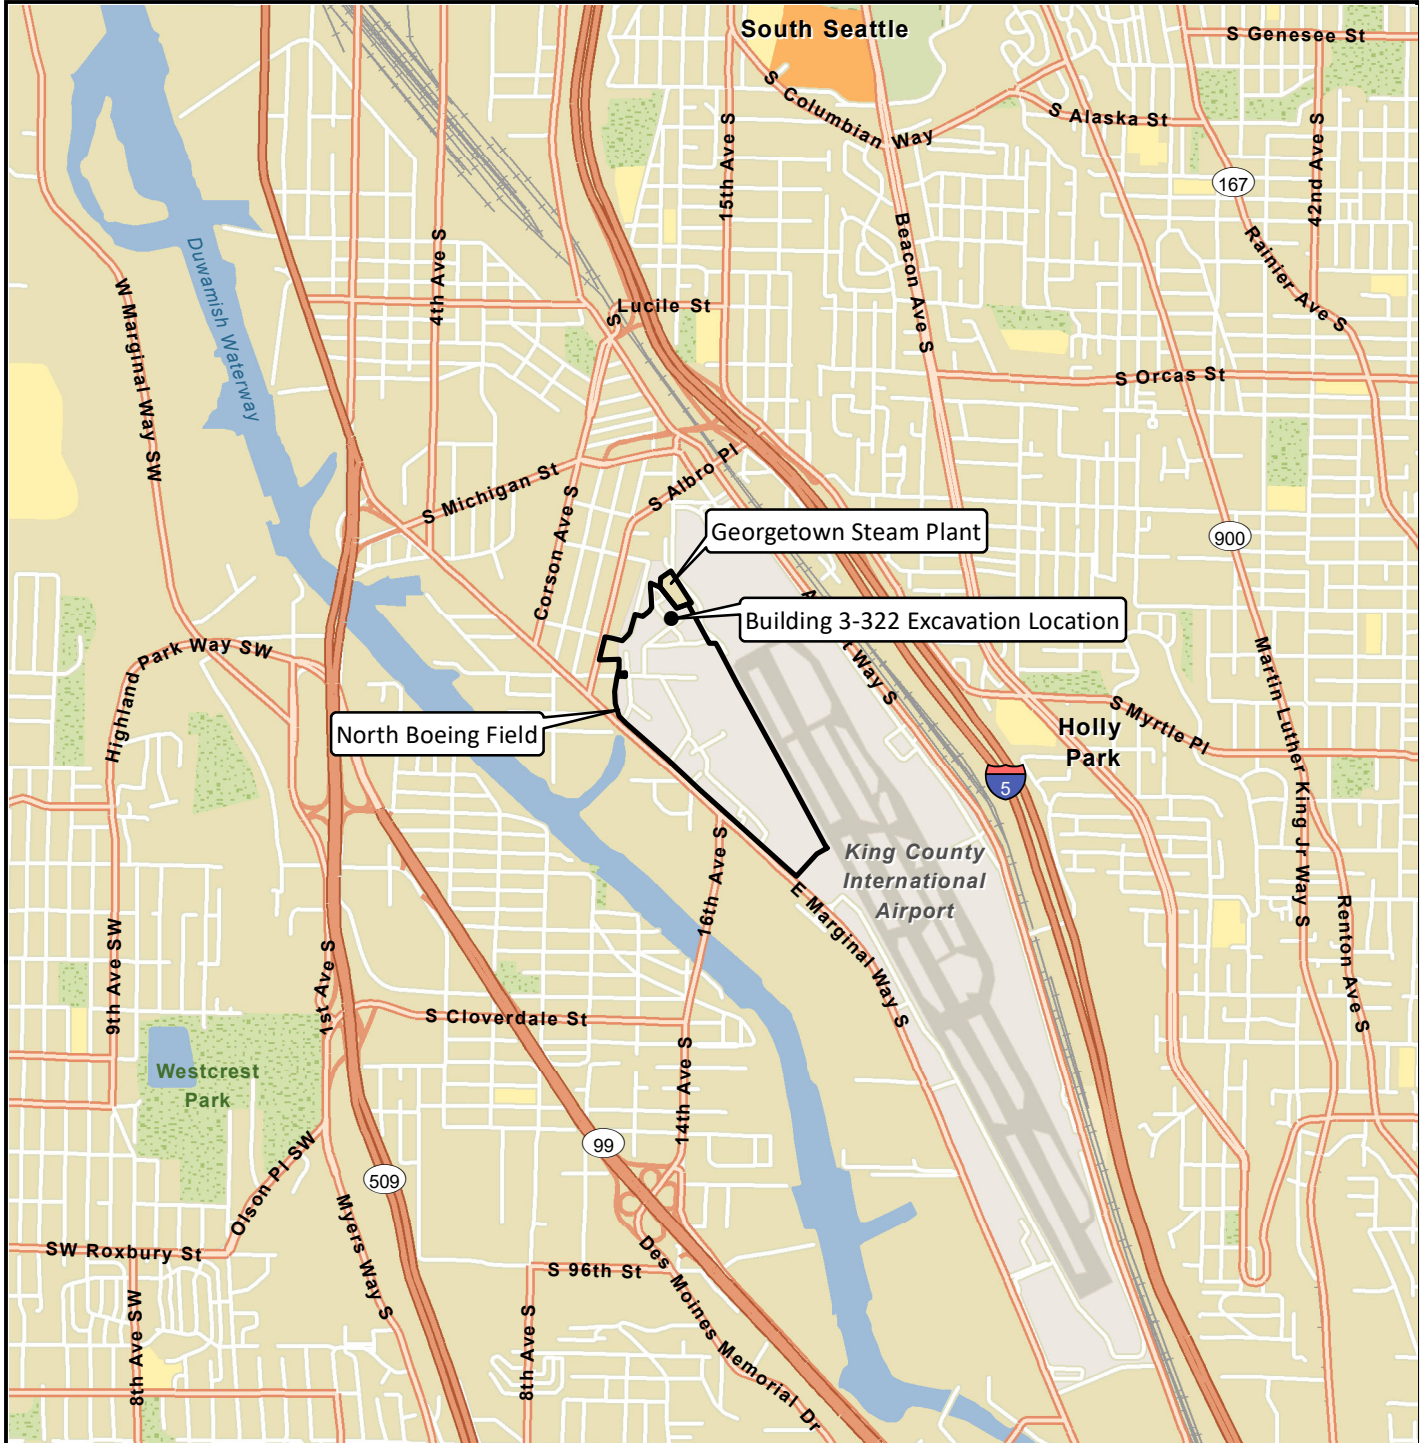 South Seattle
S Genesee St
S Columbian Way
S Alaska St
15th Ave S
42nd Ave S
167
Rainier Ave S
Beacon Ave S
4th Ave S
Duwamish Waterway
W Marginal Way SW
S
Lucile St
S Orcas St
S Michigan St
S Albro Pl
Corson Ave S
Georgetown Steam Plant
900
Building 3-322 Excavation Location
A
t Way S
Highland Park Way SW
North Boeing Field
Holly
Park
S Myrtle Pl
Martin Luther King Jr Way S
5
King County
International
Airport
16th Ave S
E Marginal Way S
Renton Ave S
9th Ave SW
1st Ave S
S Cloverdale St
Westcrest
Park
14th Ave S
99
Olson Pl SW
509
Myers Way S
SW Roxbury St
S 96th St
Des Moines Memorial Dr
8th Ave SW
8th Ave S